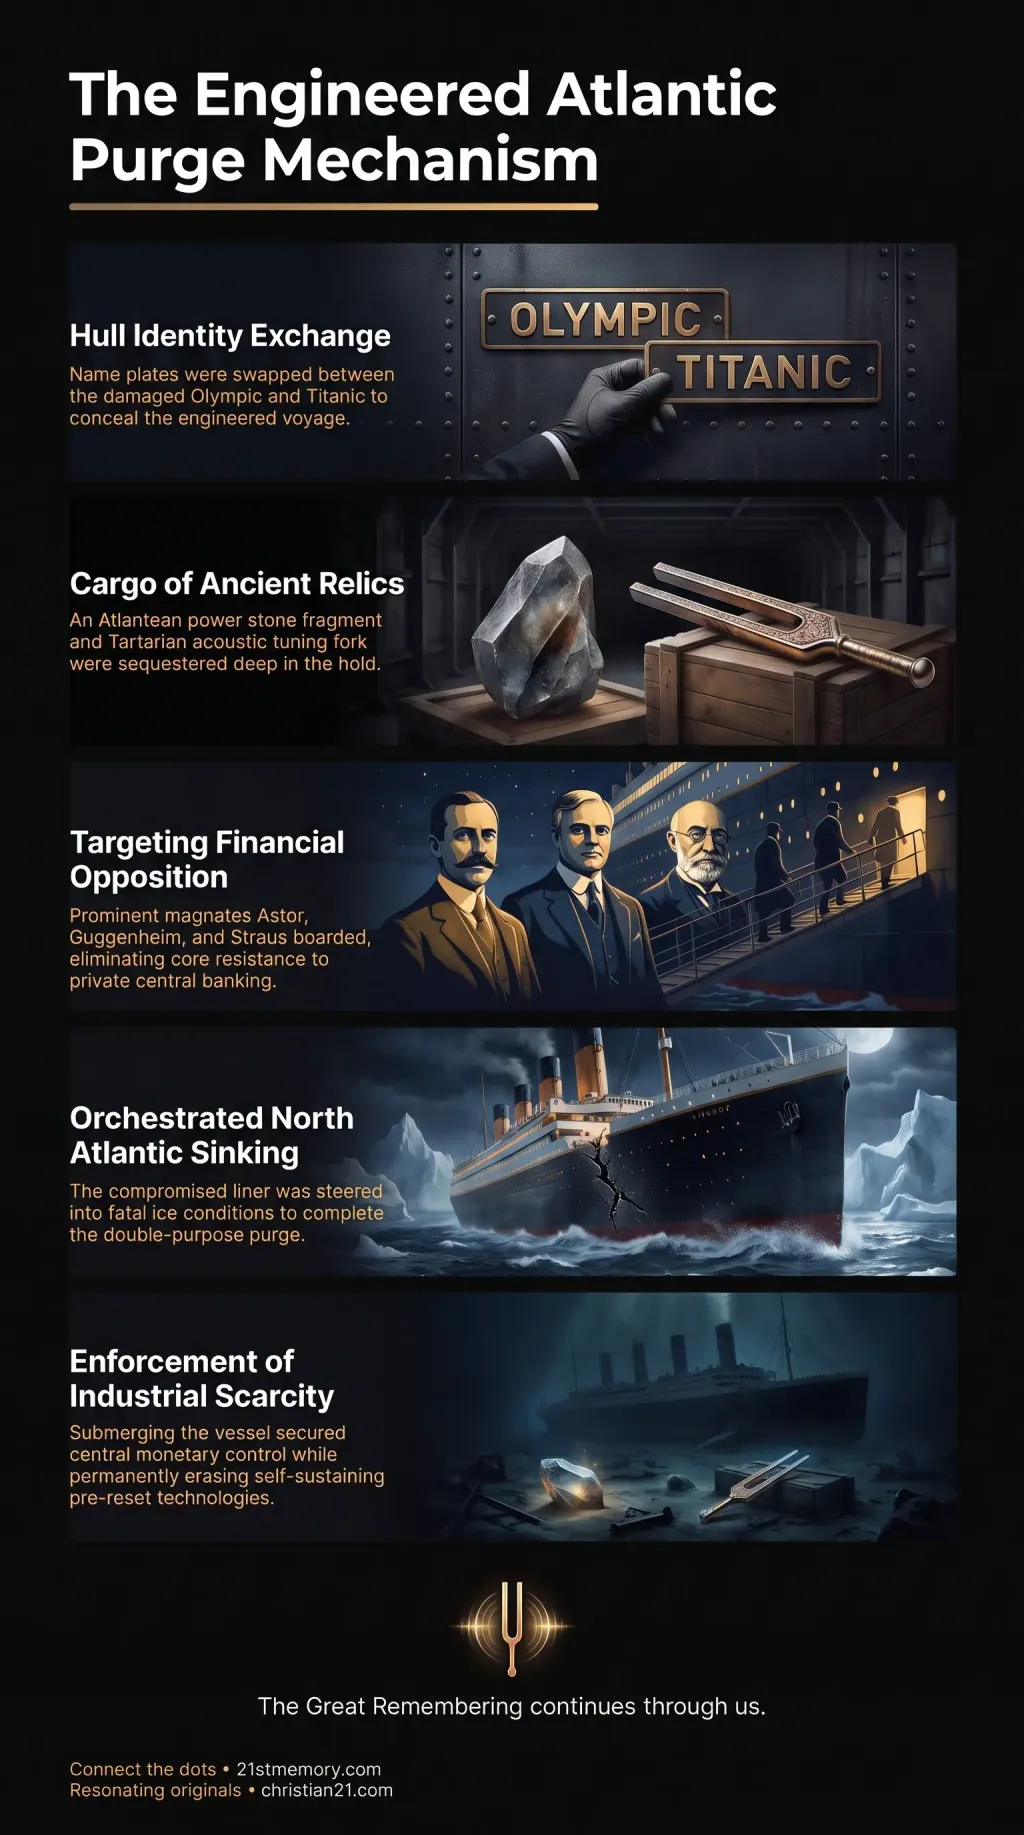 The Engineered Atlantic
Purge Mechanism
OLYMPIC
TITANIC
Hull Identity Exchange
Name plates were swapped between
the damaged Olympic and Titanic to
conceal the engineered voyage.
Cargo of Ancient Relics
An Atlantean power stone fragment
and Tartarian acoustic tuning fork
were sequestered deep in the hold.
Targeting Financial
Opposition
Prominent magnates Astor,
Guggenheim, and Straus boarded,
eliminating core resistance to
private central banking.
Orchestrated North
Atlantic Sinking
The compromised liner was steered
into fatal ice conditions to complete
the double-purpose purge.
Enforcement of
Industrial Scarcity
Submerging the vessel secured
central monetary control while
permanently erasing self-sustaining
pre-reset technologies.
The Great Remembering continues through us.
Connect the dots • 21stmemory.com
Resonating originals • christian21.com